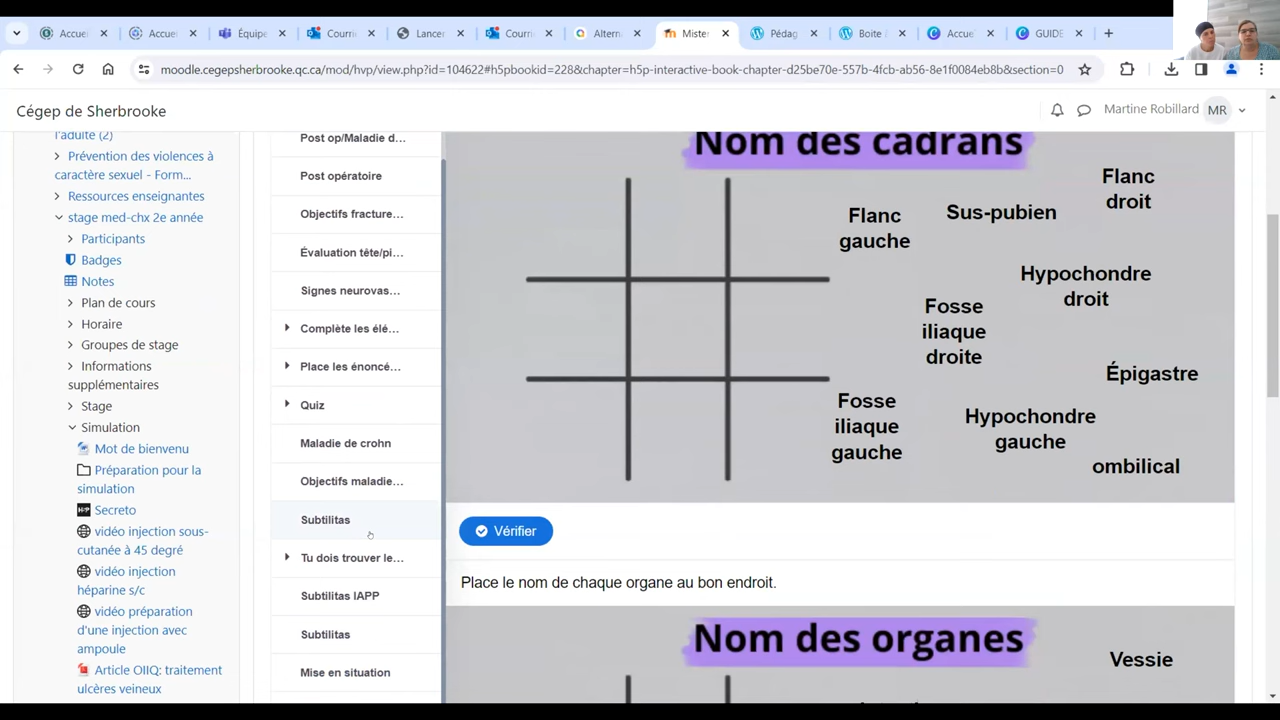 Accuei
Accuei
Équipe
Courri
Lancer
Courri
Altern
Mister
Pédag
Boite à
Accue
GUIDE
moodle.cegepsherbrooke.qc.ca/mod/hvp/view.php?id=104622#h5pbookid=236&chapter=h5p-interactive-book-chapter-d25be70a-557b-4fcb-ab56-8e1f0f84eb8b&section=0
Cégep de Sherbrooke
Martine Robillard
MR
l'adulte (2)
Prévention des violences à
caractère sexuel - Form...
Ressources enseignantes
stage med-chx 2e année
Participants
Badges
Notes
Plan de cours
Horaire
Groupes de stage
Informations
supplémentaires
Stage
Simulation
Mot de bienvenu
Préparation pour la
simulation
Secreto
vidéo injection sous-
cutanée à 45 degré
vidéo injection
héparine s/c
vidéo préparation
d'une injection avec
ampoule
Article OIIQ: traitement
ulcères veineux
Post op/Maladie d...
Post opératoire
Objectifs fracture...
Évaluation tête/pi...
Signes neurovas...
Complète les élé...
Place les énoncé...
Quiz
Maladie de crohn
Objectifs maladie...
Subtilitas
Tu dois trouver le...
Subtilitas IAPP
Subtilitas
Mise en situation
Nom des cadrans
Flanc
droit
Flanc
gauche
Sus-pubien
Hypochondre
droit
Fosse
iliaque
droite
Épigastre
Fosse
iliaque
gauche
Hypochondre
gauche
ombilical
Vérifier
Place le nom de chaque organe au bon endroit.
Nom des organes
Vessie